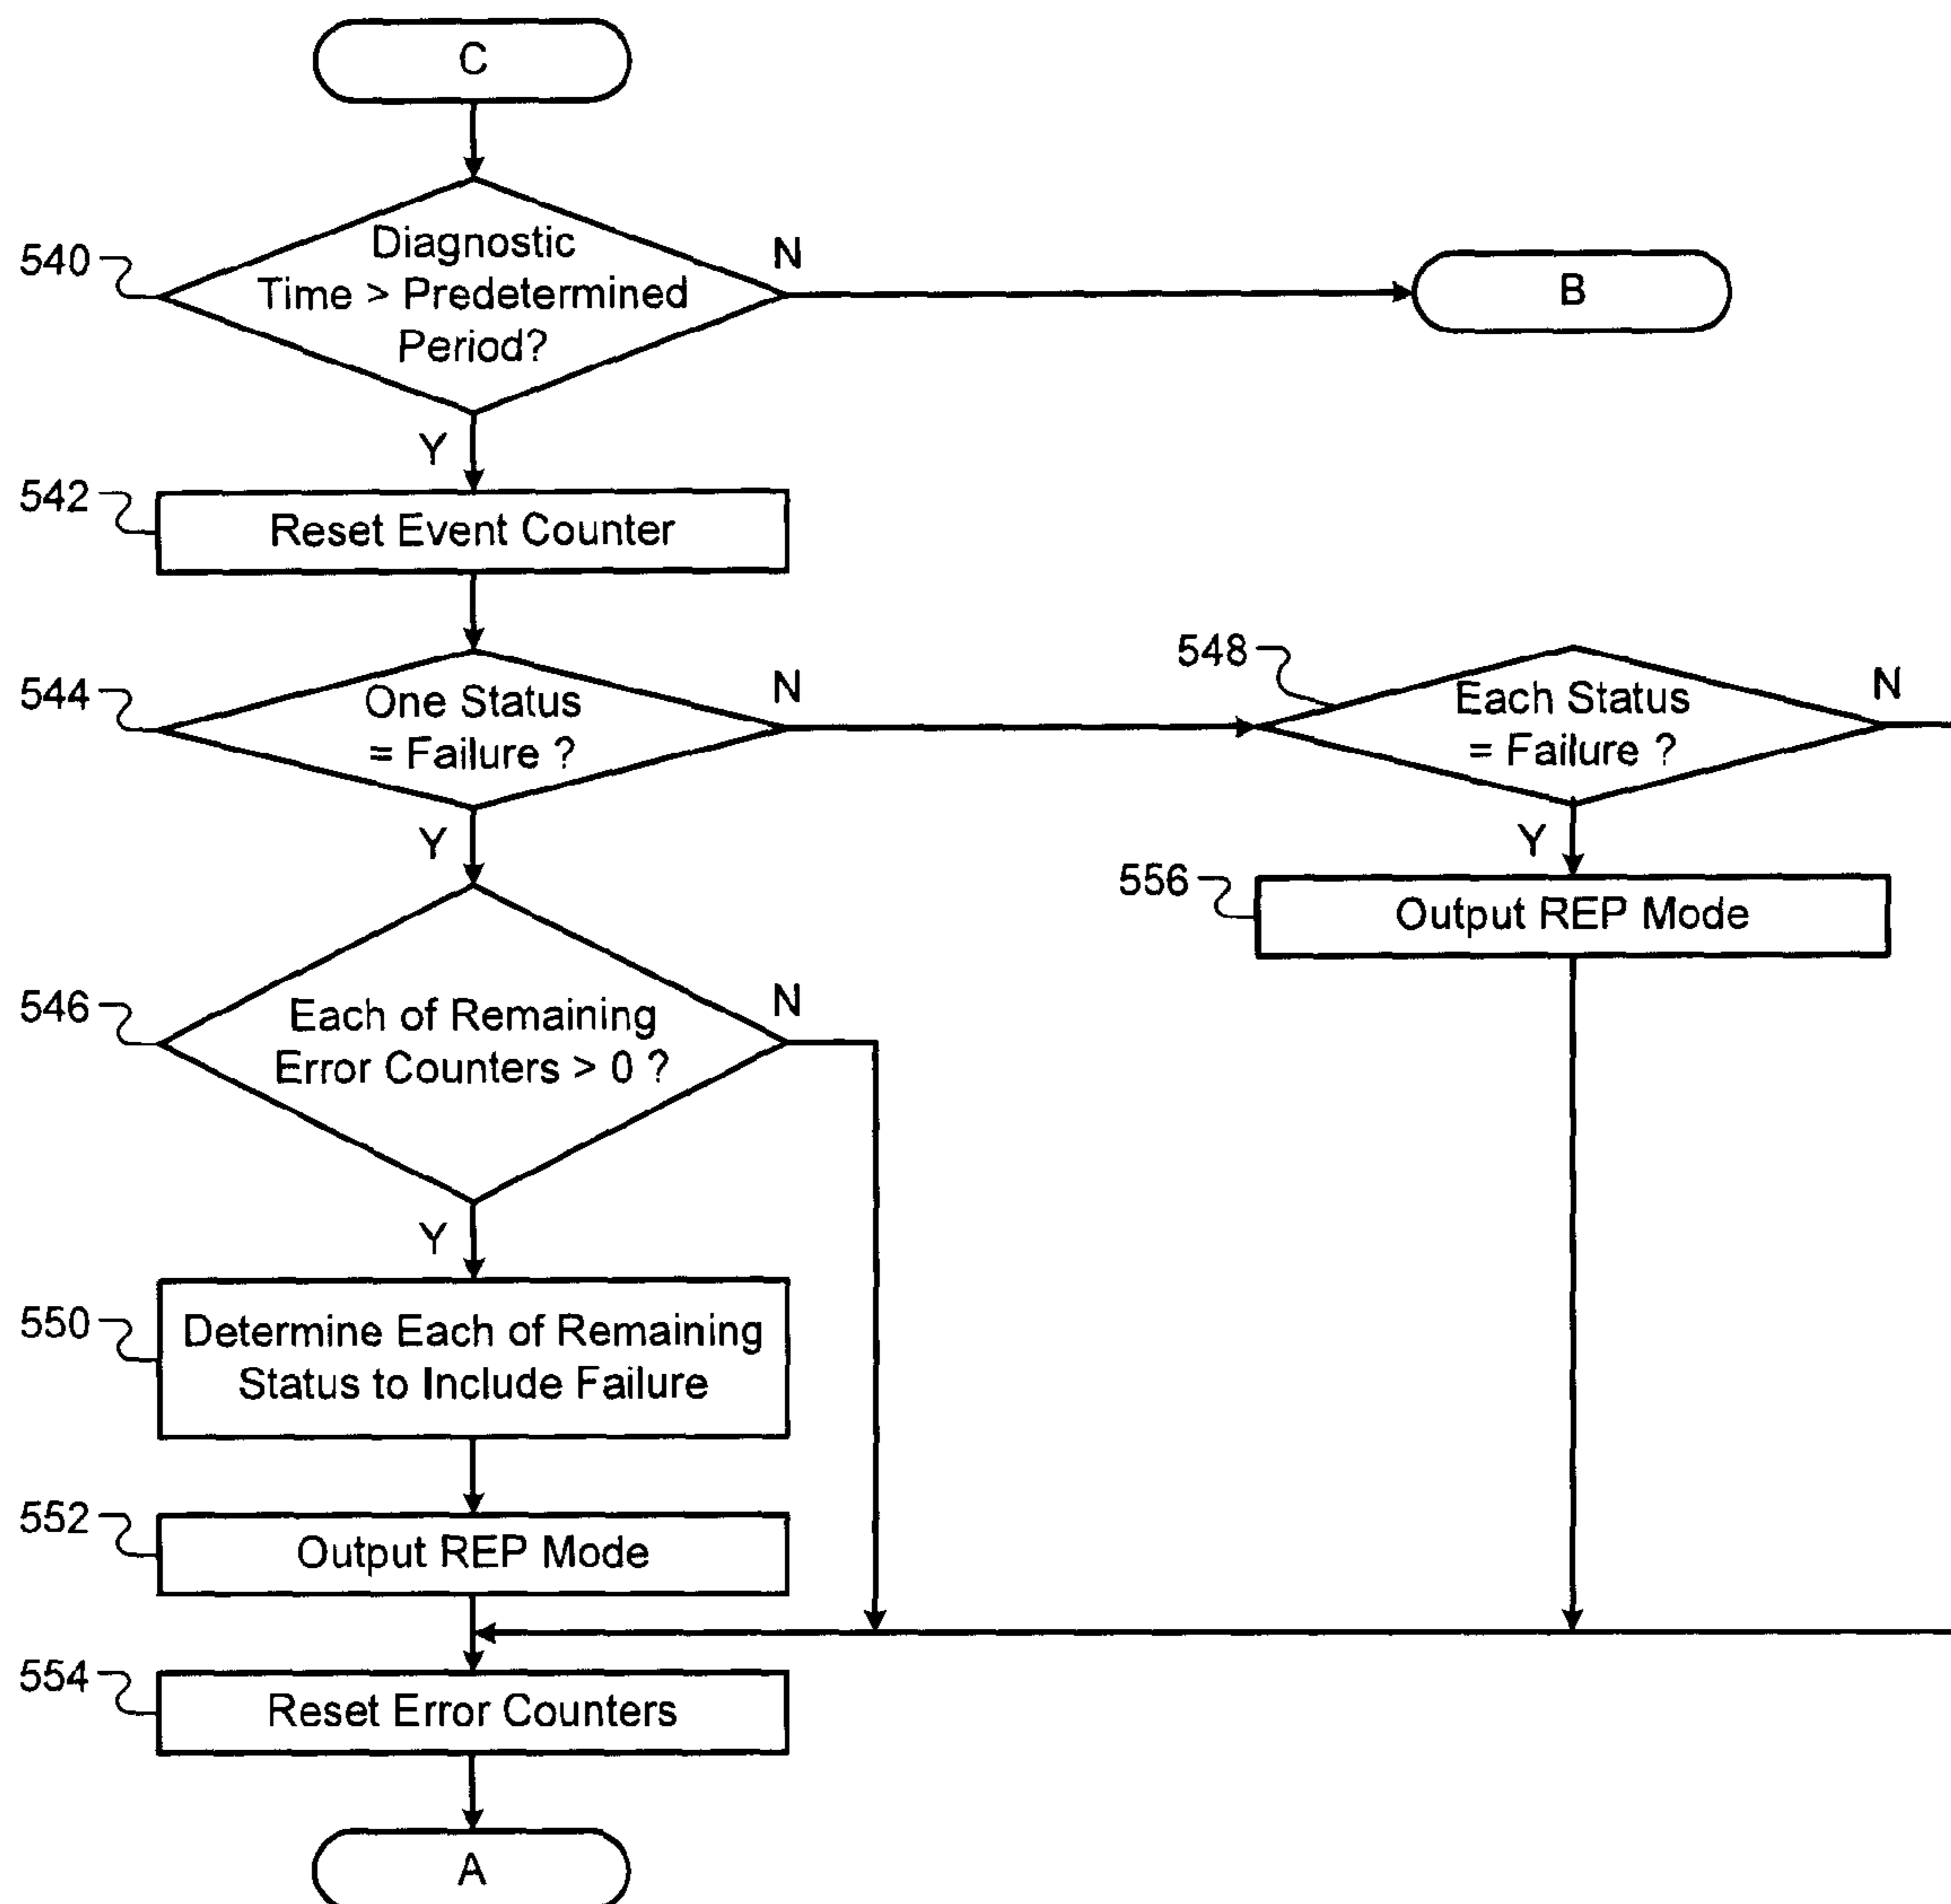 C
540
Diagnostic
Time > Predetermined
Period?
N
B
Y
542
Reset Event Counter
544
One Status
= Failure ?
N
548
Each Status
= Failure ?
N
Y
Y
556
Output REP Mode
546
Each of Remaining
Error Counters > 0 ?
N
Y
550
Determine Each of Remaining
Status to Include Failure
552
Output REP Mode
554
Reset Error Counters
A